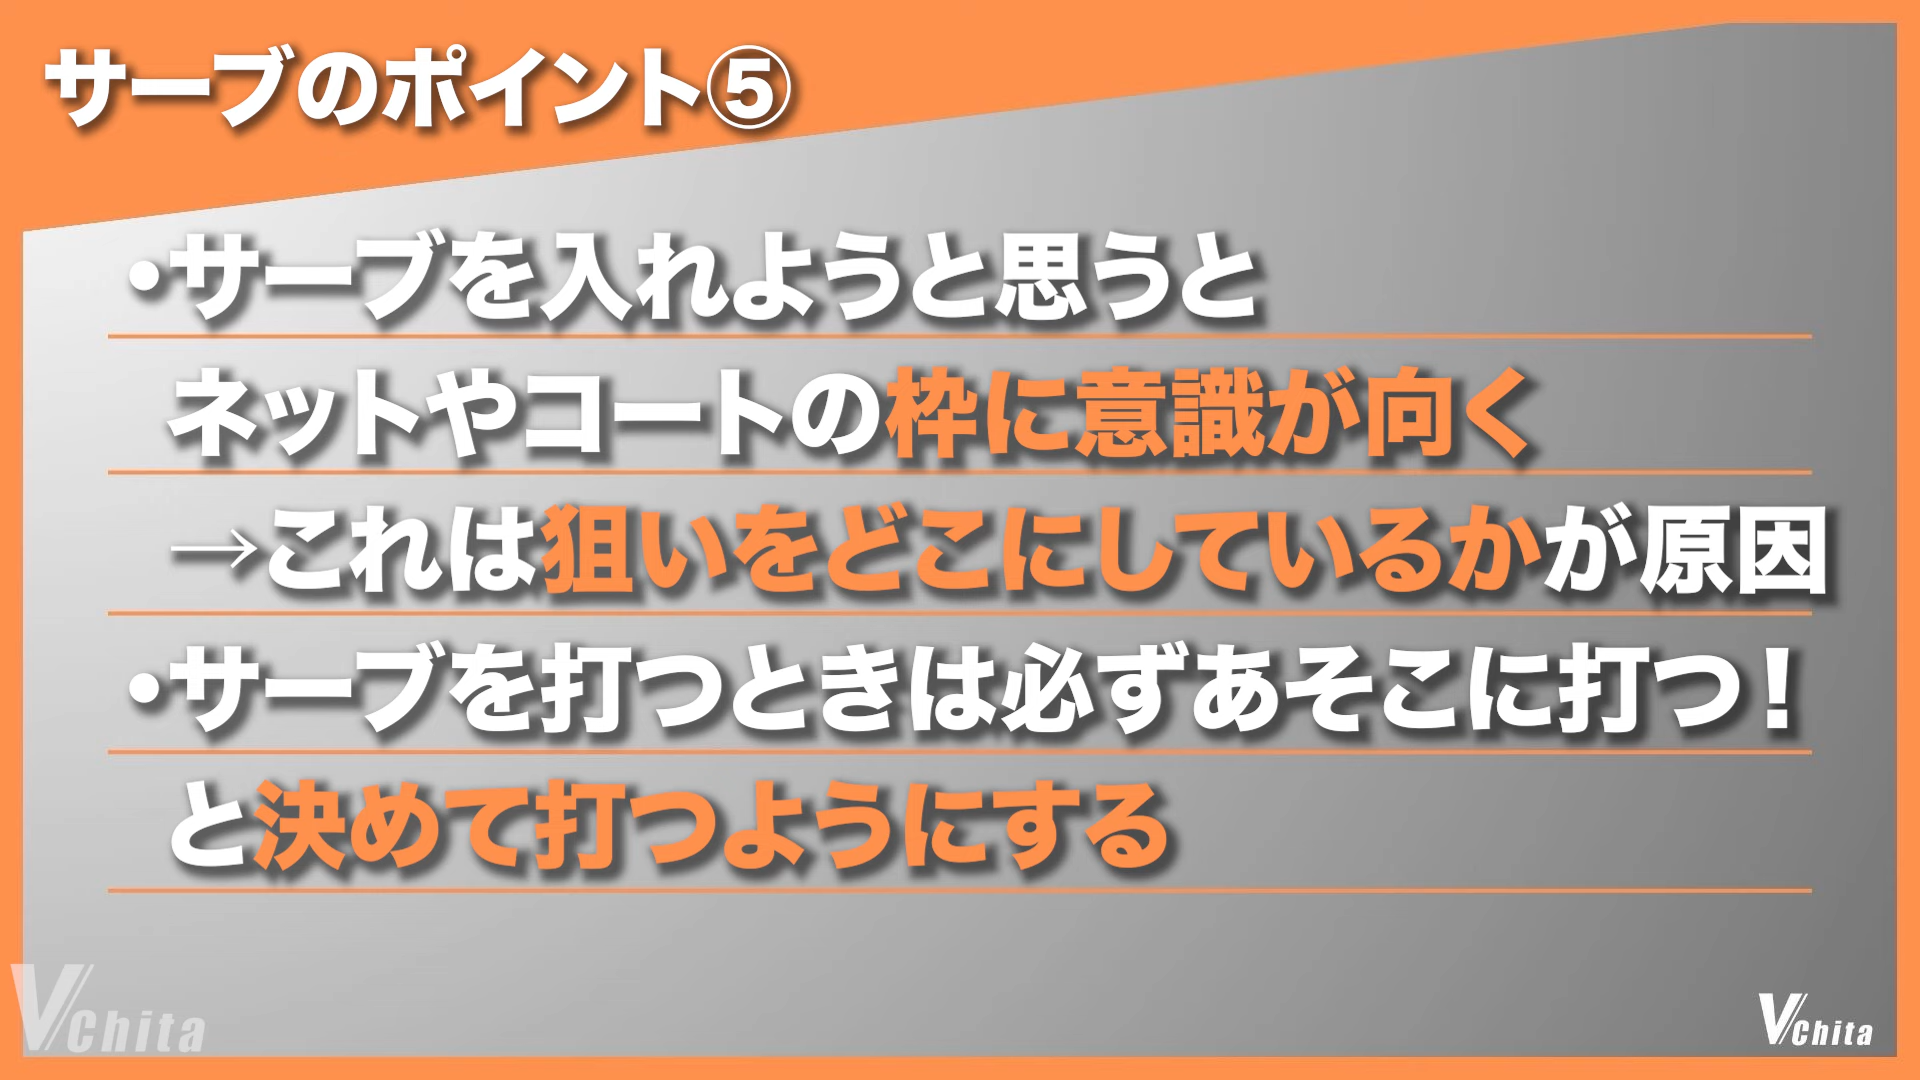 サーブのポイント⑤
・サーブを入れようと思うと
ネットやコートの枠に意識が向く
→これは狙いをどこにしているかが原因
・サーブを打つときは必ずあそこに打つ！
と決めて打つようにする
V Chita
V Chita